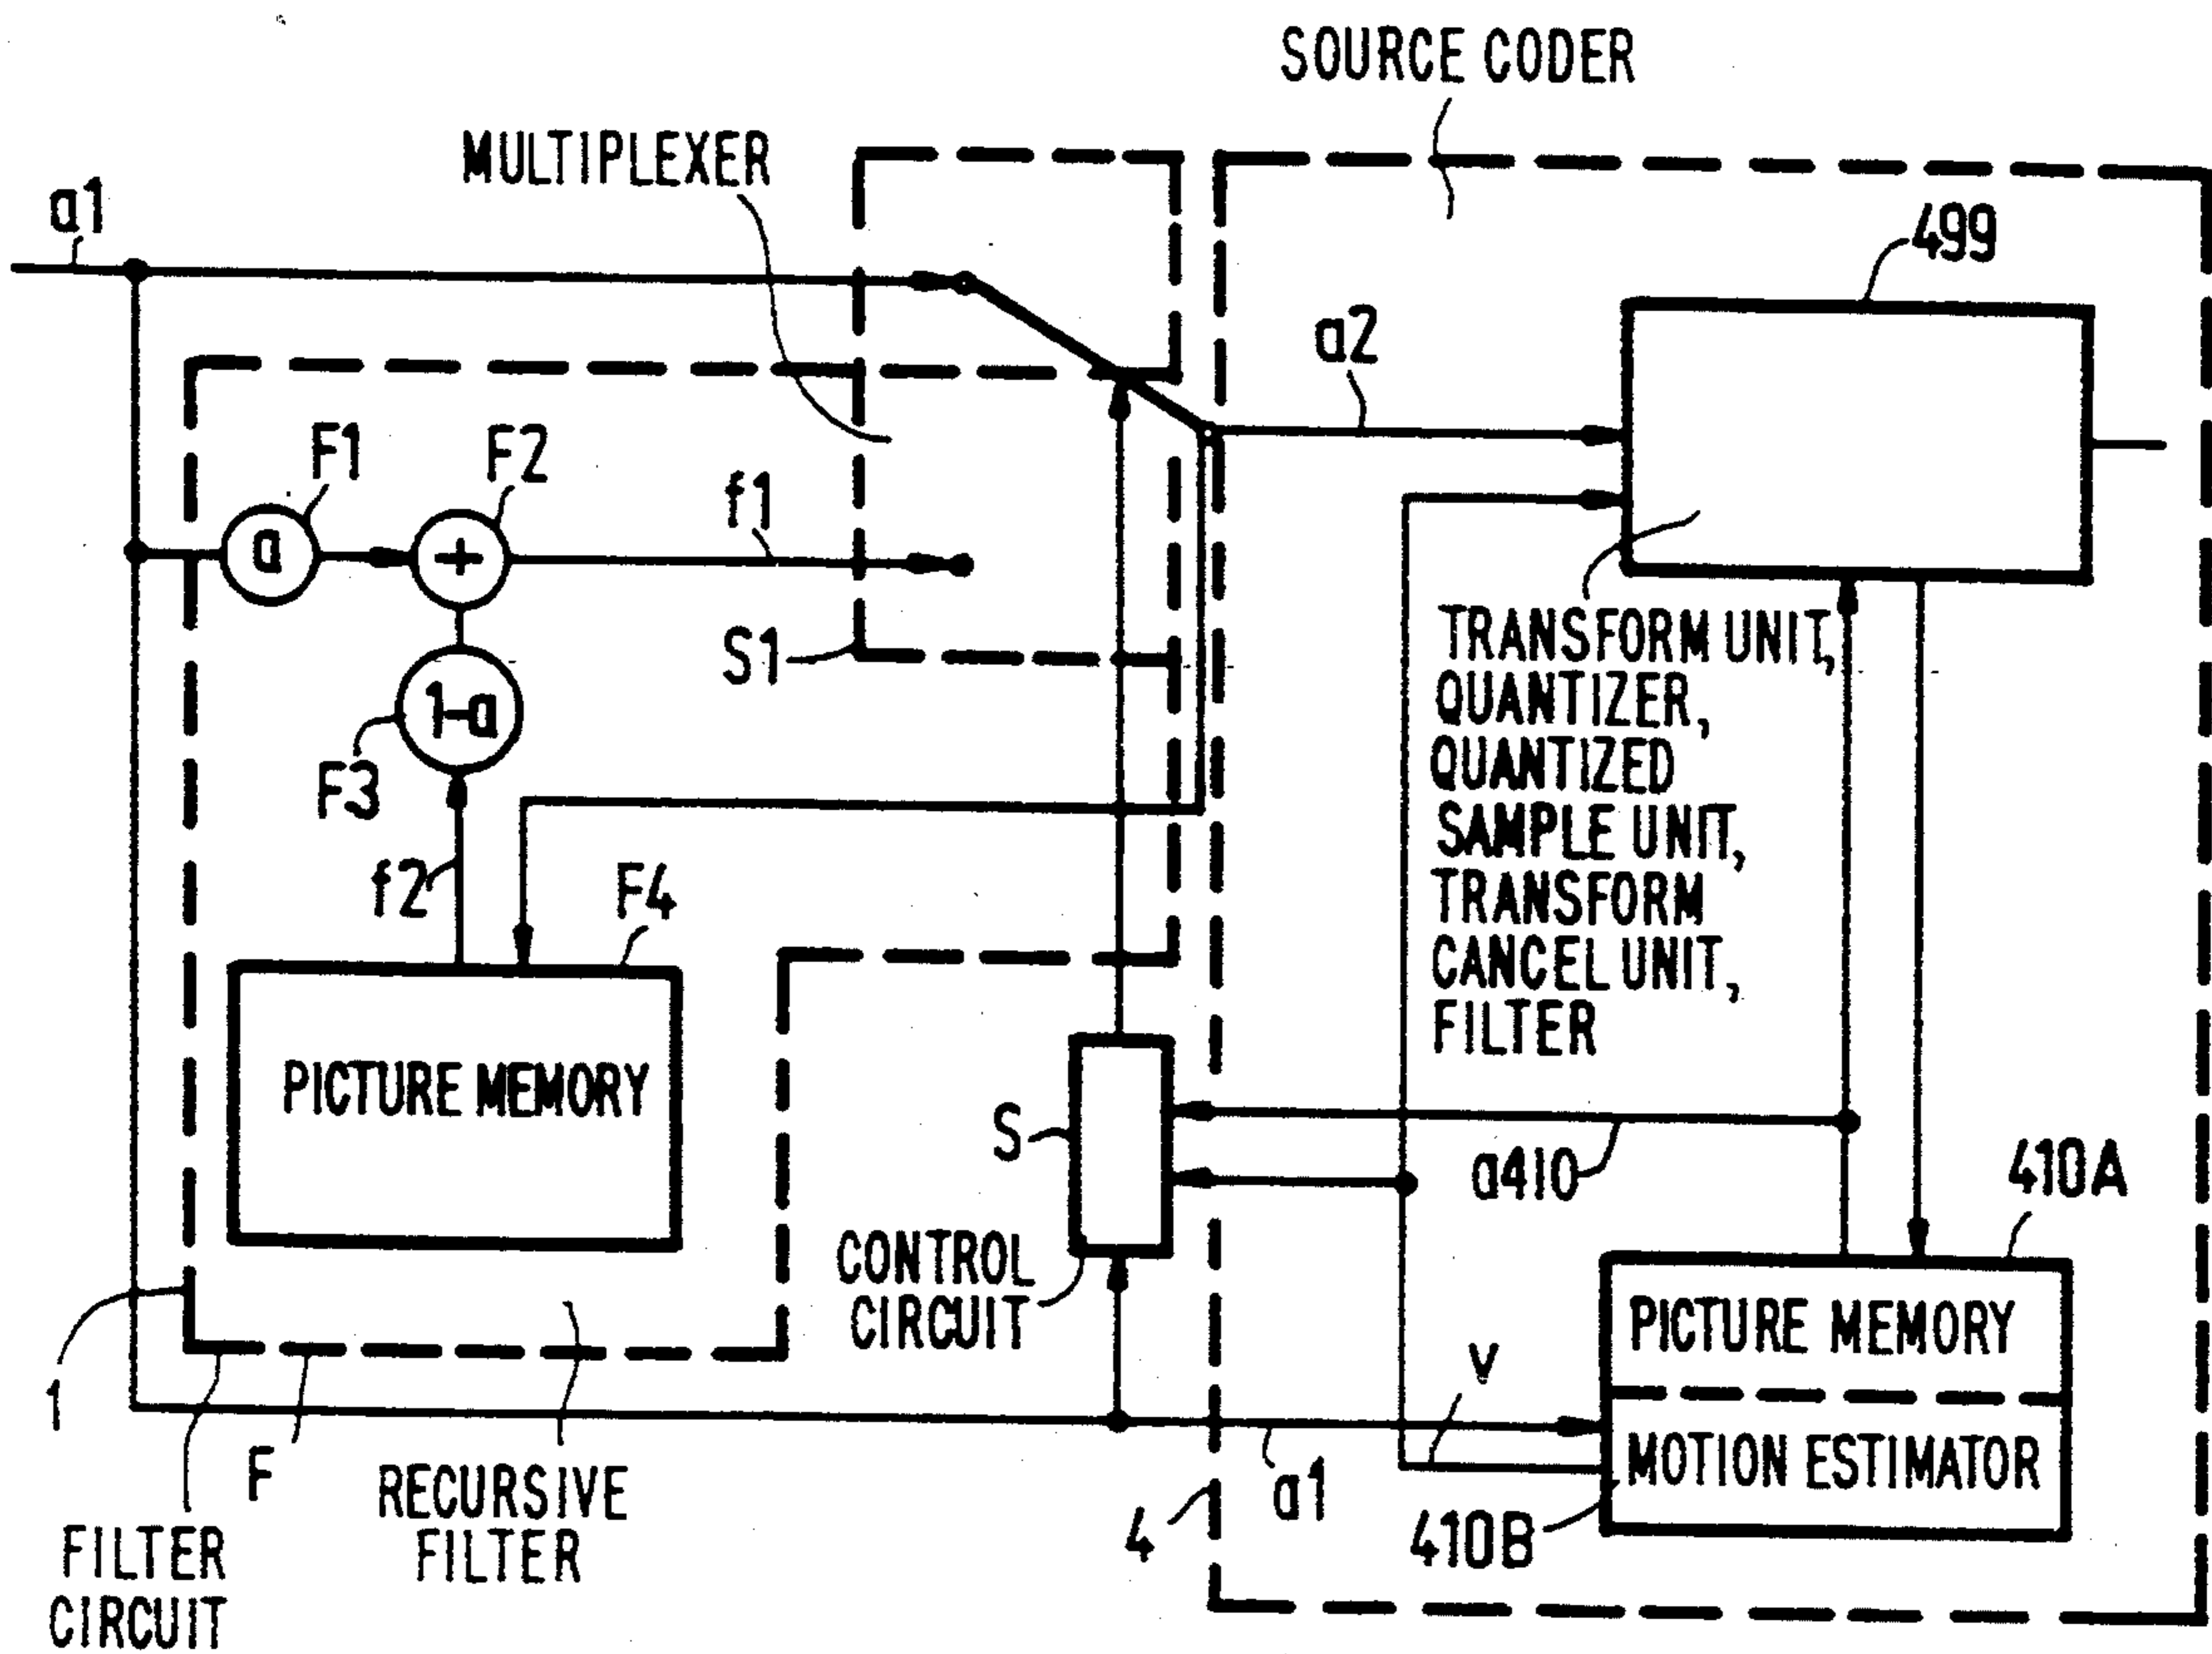 SOURCE CODER
MULTIPLEXER
a1
499
a2
F1
F2
f1
a
+
S1
1-a
F3
TRANSFORM UNIT,
QUANTIZER,
QUANTIZED
SAMPLE UNIT,
TRANSFORM
CANCEL UNIT,
FILTER
f2
F4
PICTURE MEMORY
S
a410
410A
CONTROL
CIRCUIT
PICTURE MEMORY
V
1
MOTION ESTIMATOR
F
RECURSIVE
FILTER
a1
4
410B
FILTER
CIRCUIT